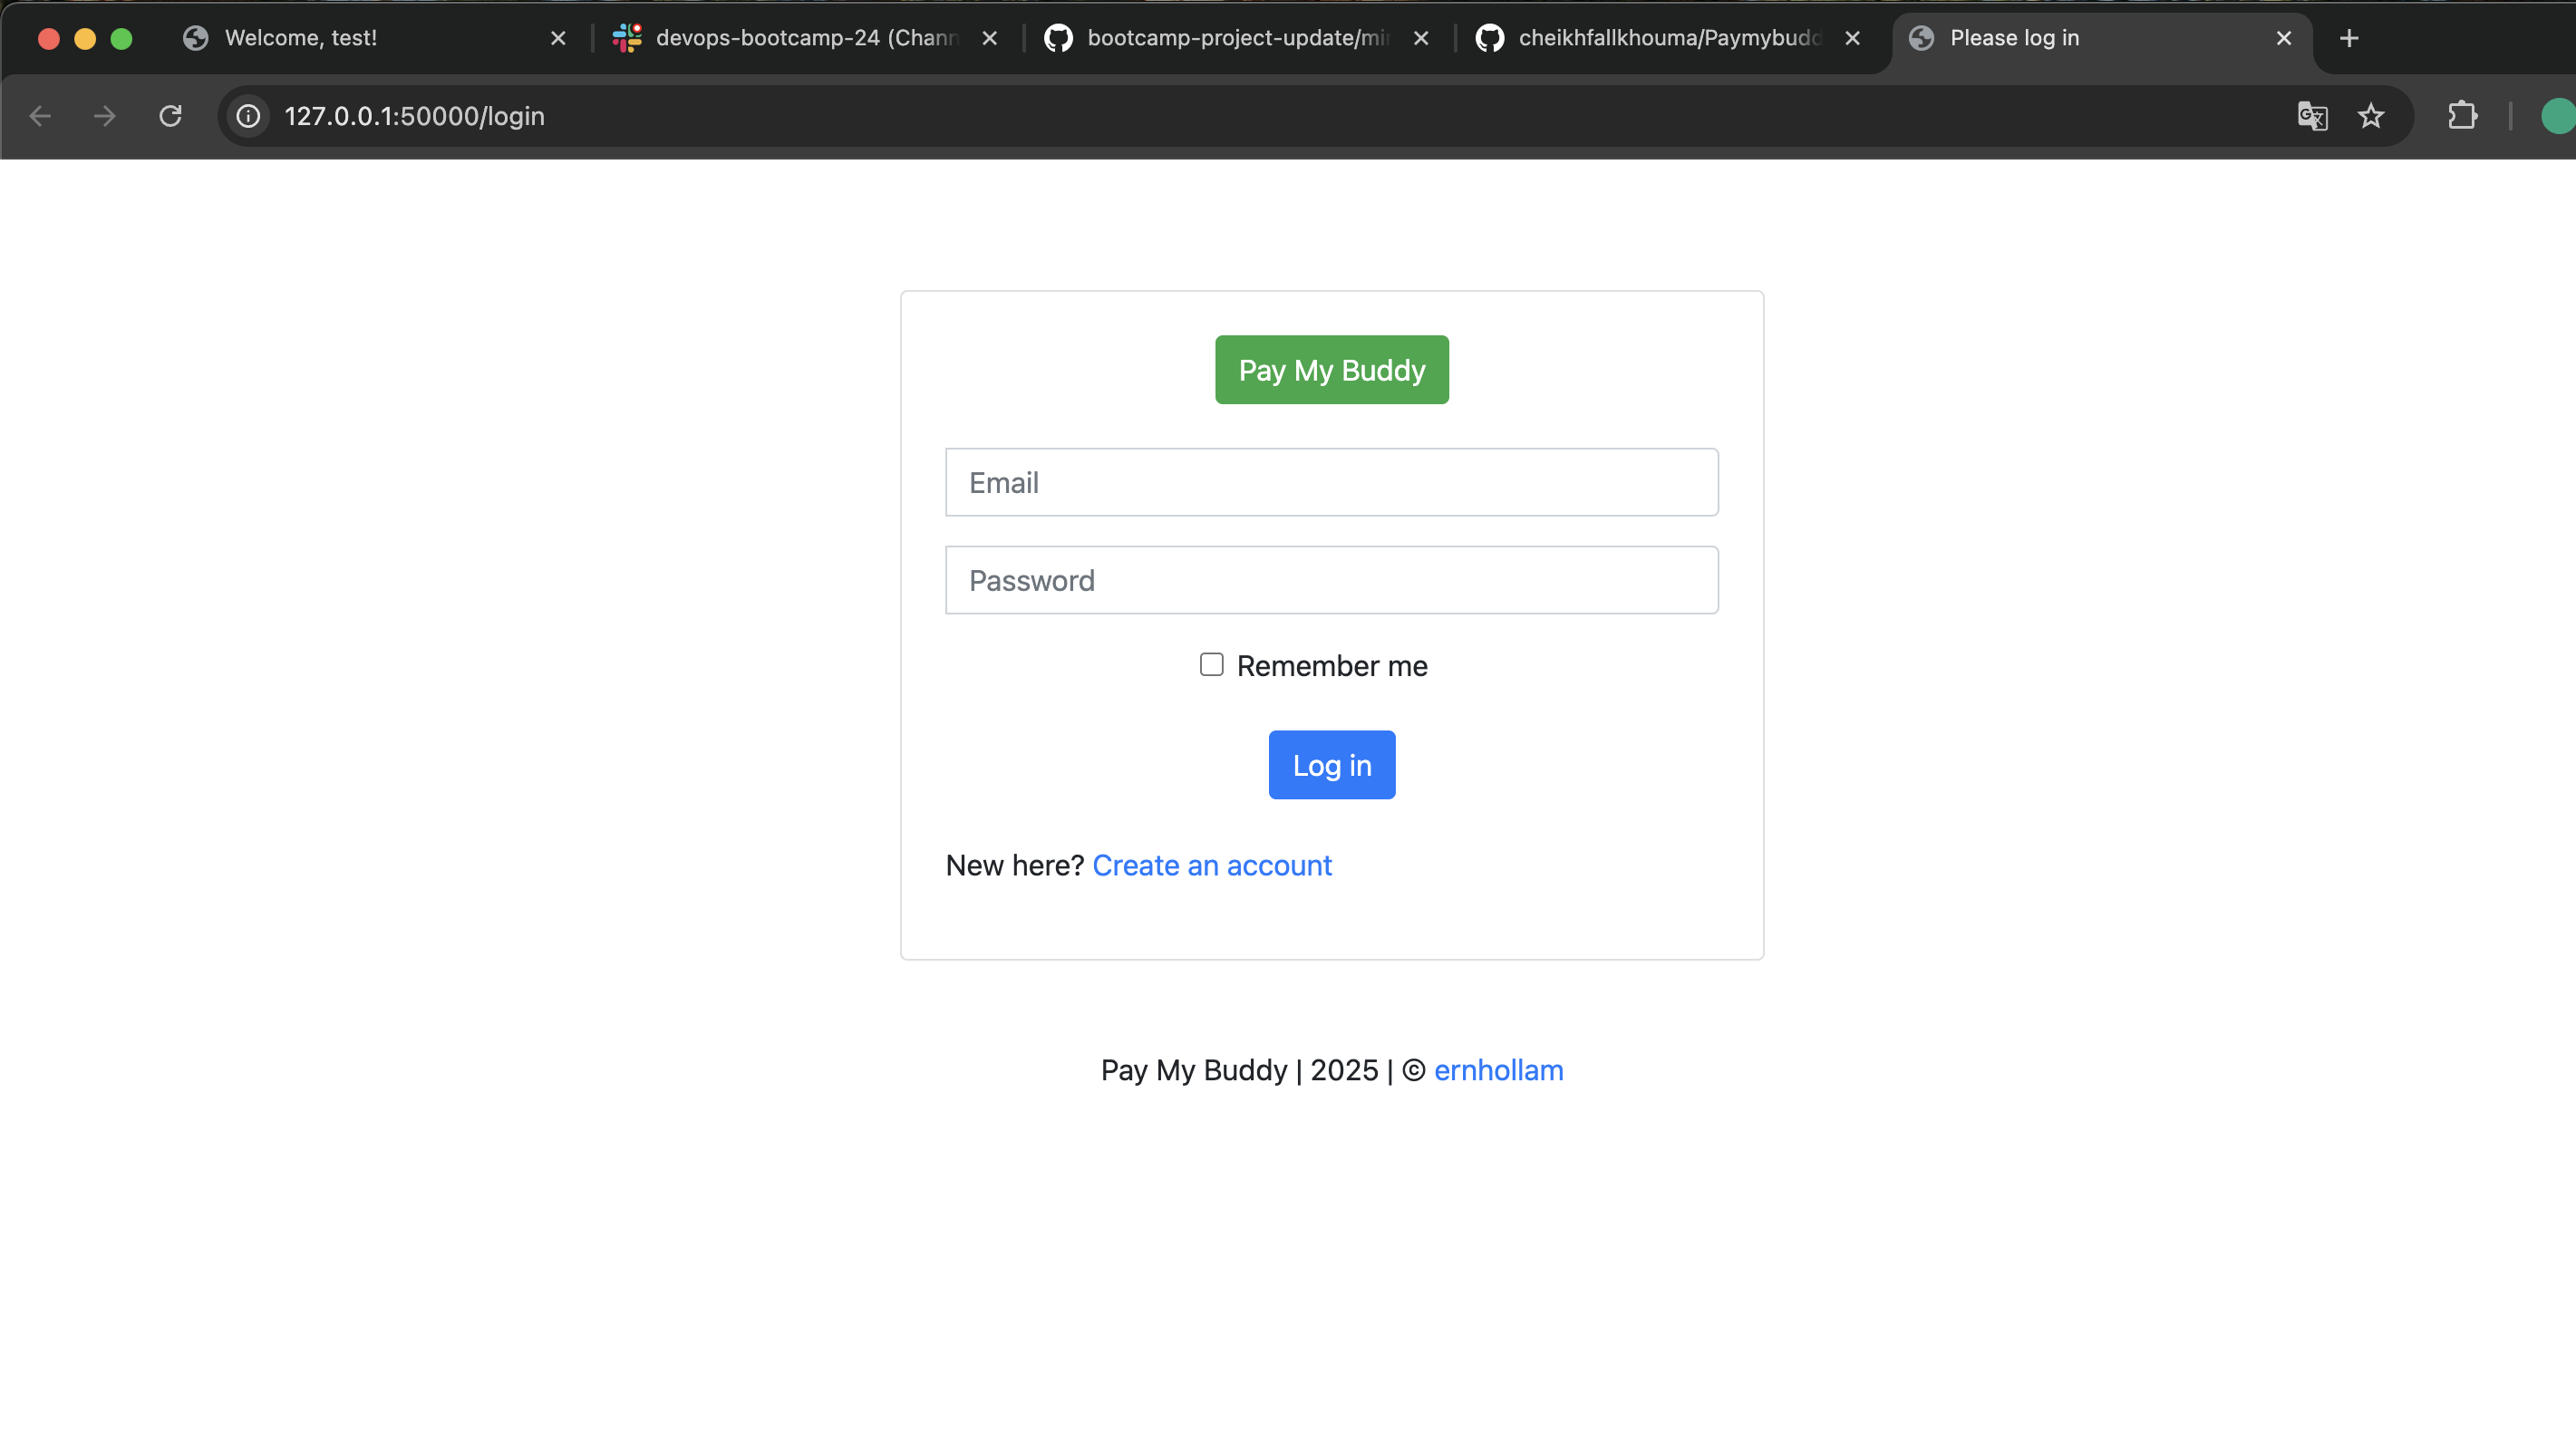 Welcome, test!
devops-bootcamp-24 (Chann
bootcamp-project-update/mi
cheikhfallkhouma/Paymybudd
Please log in
127.0.0.1:50000/login
Pay My Buddy
Email
Password
Remember me
Log in
New here? Create an account
Pay My Buddy | 2025 | © ernhollam